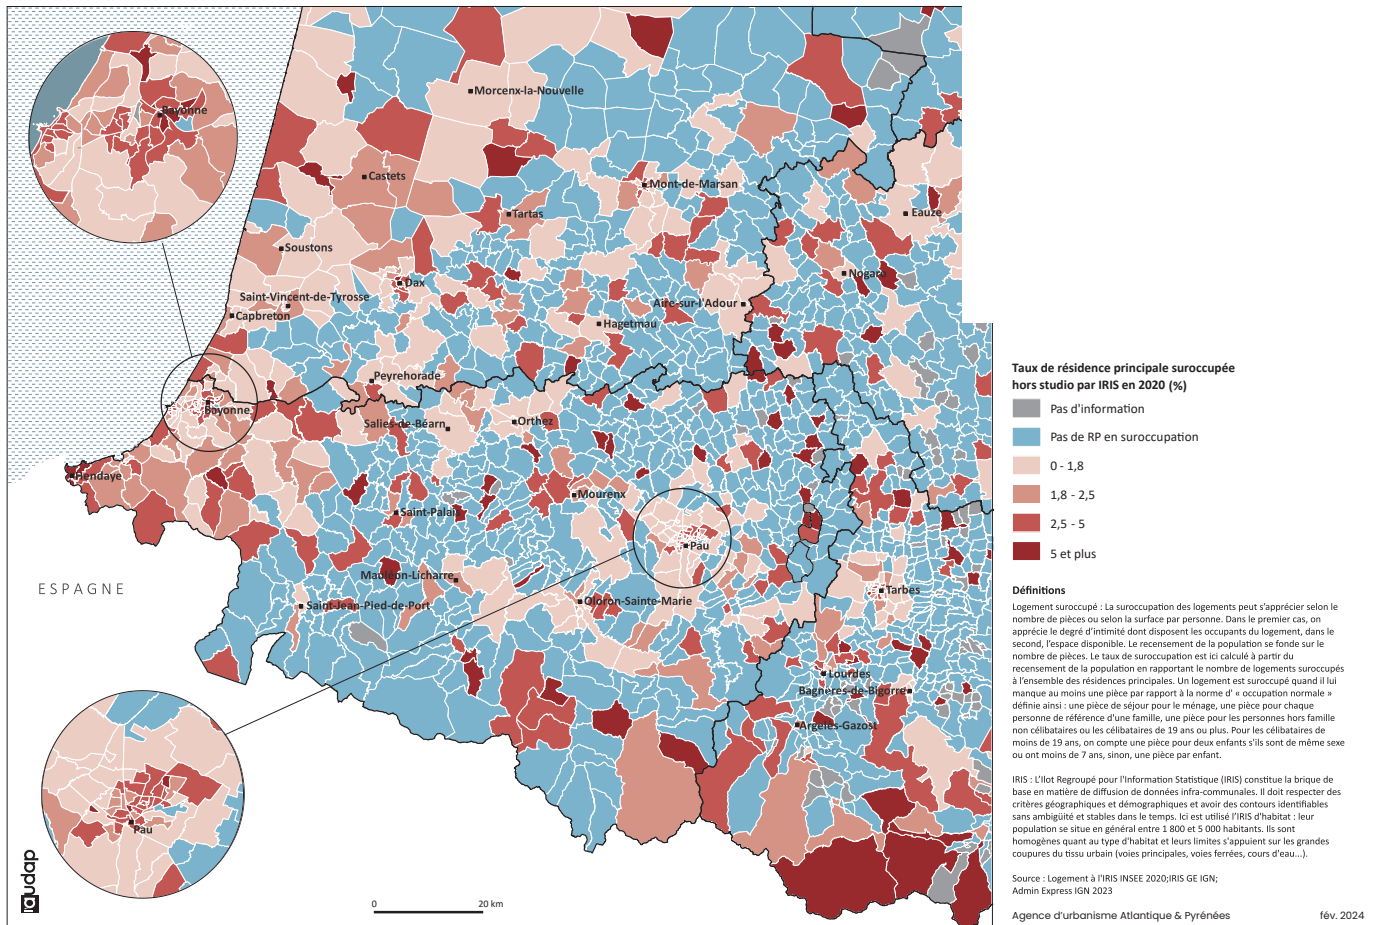 Bayonne
Morcenx-la-Nouvelle
Castets
Mont-de-Marsan
Tartas
Eauze
Soustons
Nogaro
Dax
Saint-Vincent-de-Tyrosse
Capbreton
Aire-sur-l'Adour
Hagetmau
Peyrehorade
Bayonne
Salies-de-Béarn
Orthez
Hendaye
Mourenx
Saint-Palais
Pau
Mauléon-Licharre
ESPAGNE
Tarbes
Saint-Jean-Pied-de-Port
Oloron-Sainte-Marie
Lourdes
Bagnères-de-Bigorre
Argelès-Gazost
Pau
audap
0 20 km
Taux de résidence principale suroccupée
hors studio par IRIS en 2020 (%)
Pas d'information
Pas de RP en suroccupation
0 - 1,8
1,8 - 2,5
2,5 - 5
5 et plus
Définitions
Logement suroccupé : La suroccupation des logements peut s'apprécier selon le
nombre de pièces ou selon la surface par personne. Dans le premier cas, on
apprécie le degré d'intimité dont disposent les occupants du logement, dans le
second, l'espace disponible. Le recensement de la population se fonde sur le
nombre de pièces. Le taux de suroccupation est ici calculé à partir du
recensement de la population en rapportant le nombre de logements suroccupés
à l'ensemble des résidences principales. Un logement est suroccupé quand il lui
manque au moins une pièce par rapport à la norme d' « occupation normale »
définie ainsi : une pièce de séjour pour le ménage, une pièce pour chaque
personne de référence d'une famille, une pièce pour les personnes hors famille
non célibataires ou les célibataires de 19 ans ou plus. Pour les célibataires de
moins de 19 ans, on compte une pièce pour deux enfants s'ils sont de même sexe
ou ont moins de 7 ans, sinon, une pièce par enfant.
IRIS : L'Ilot Regroupé pour l'Information Statistique (IRIS) constitue la brique de
base en matière de diffusion de données infra-communales. Il doit respecter des
critères géographiques et démographiques et avoir des contours identifiables
sans ambigüité et stables dans le temps. Ici est utilisé l'IRIS d'habitat : leur
population se situe en général entre 1 800 et 5 000 habitants. Ils sont
homogènes quant au type d'habitat et leurs limites s'appuient sur les grandes
coupures du tissu urbain (voies principales, voies ferrées, cours d'eau...).
Source : Logement à l'IRIS INSEE 2020;IRIS GE IGN;
Admin Express IGN 2023
Agence d'urbanisme Atlantique & Pyrénées fév. 2024